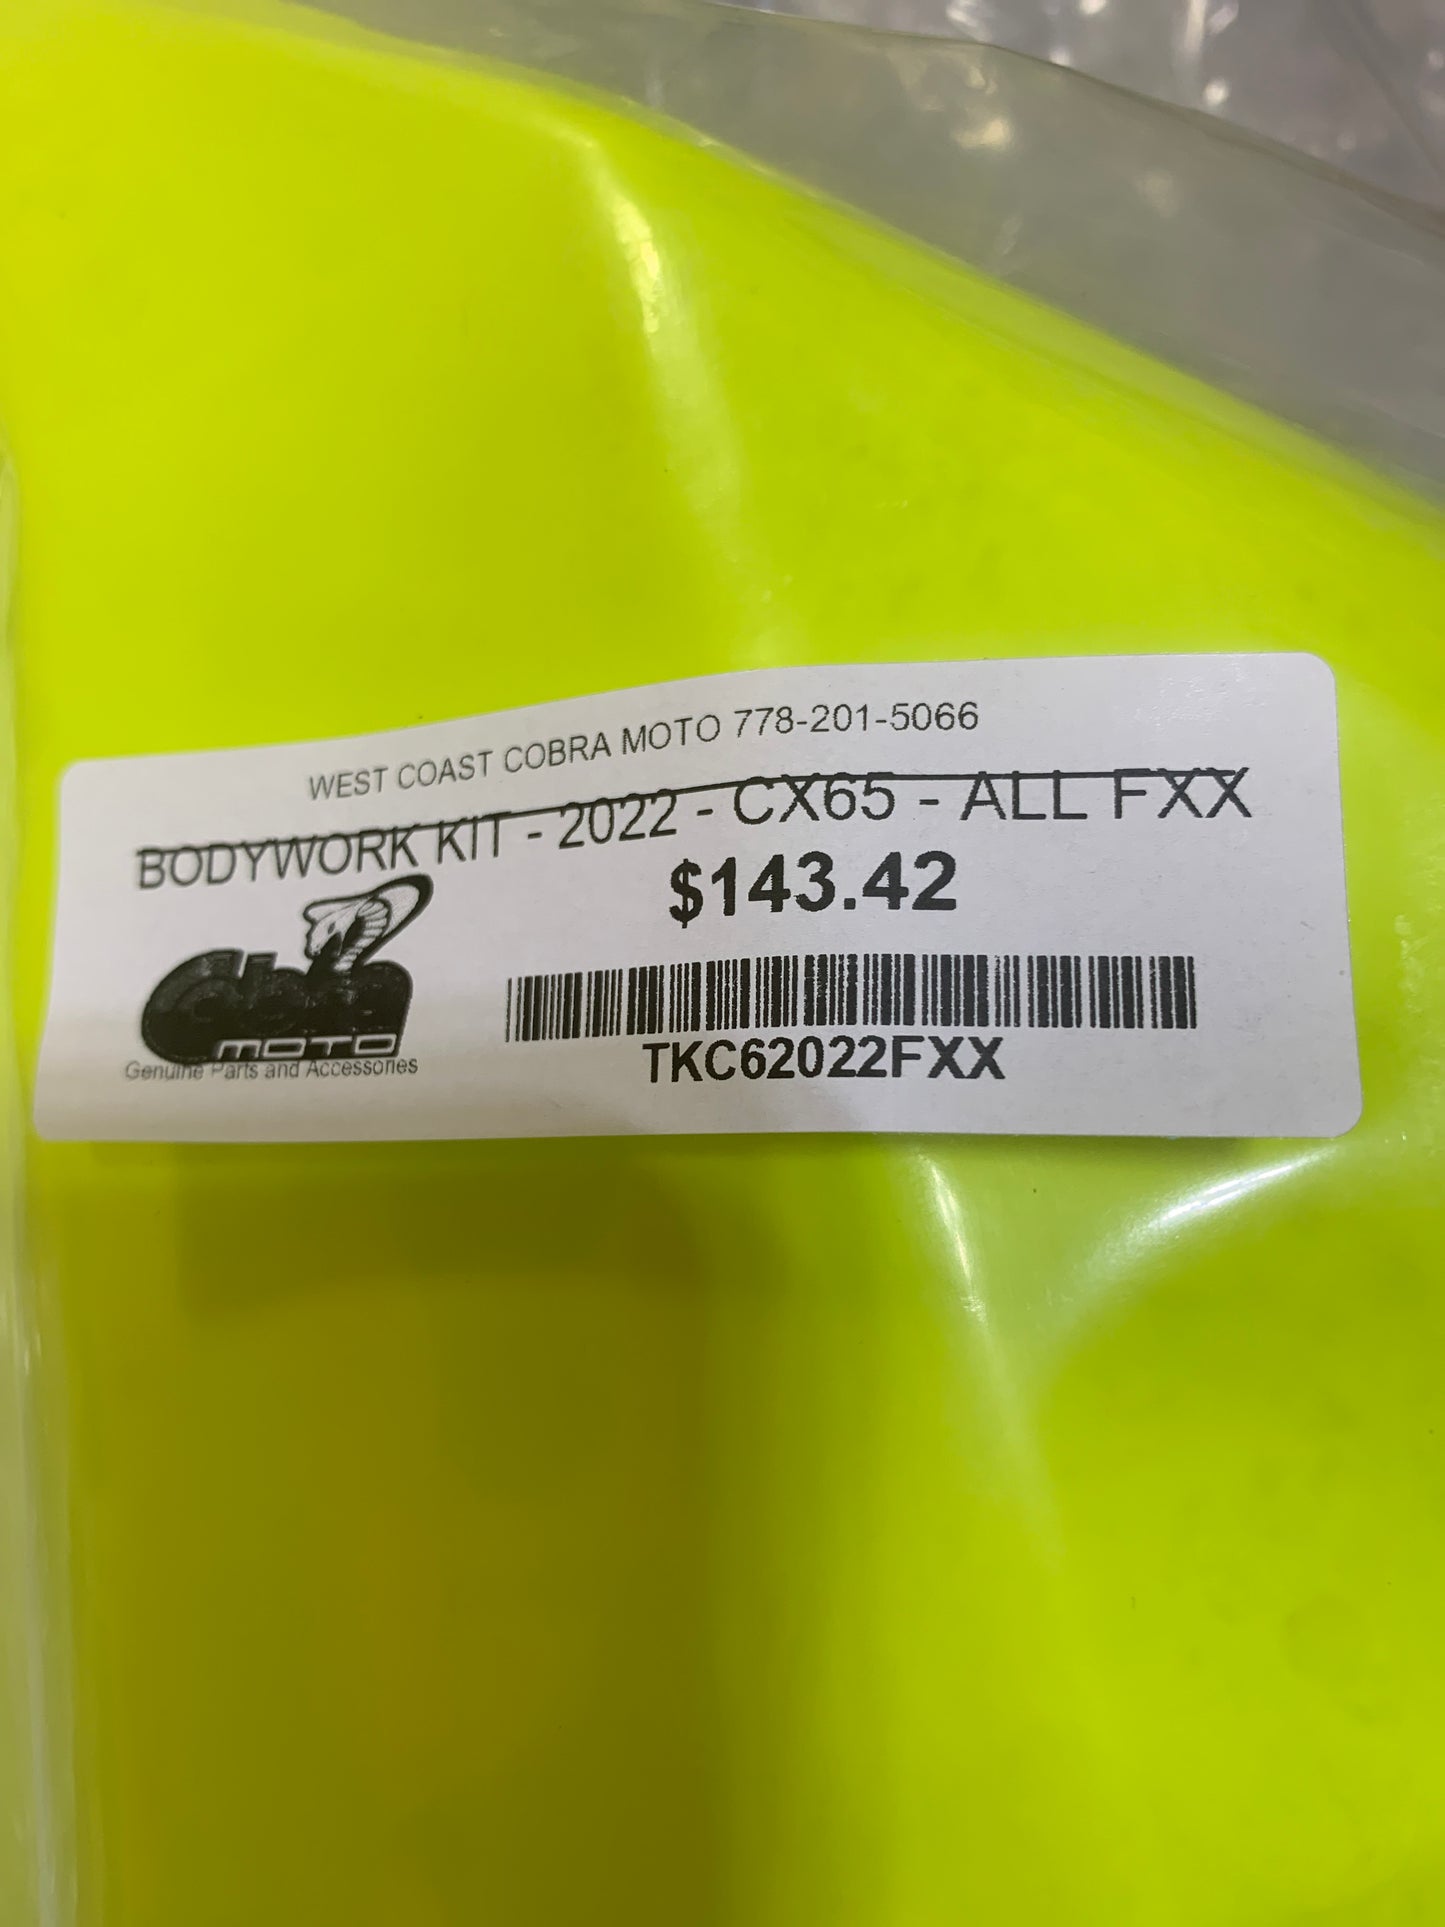 WEST COAST COBRA MOTO 778-201-5066
BODYWORK KIT - 2022 - CX65 - ALL FXX
$143.42
Cobra
MOTO
Genuine Parts and Accessories
TKC62022FXX